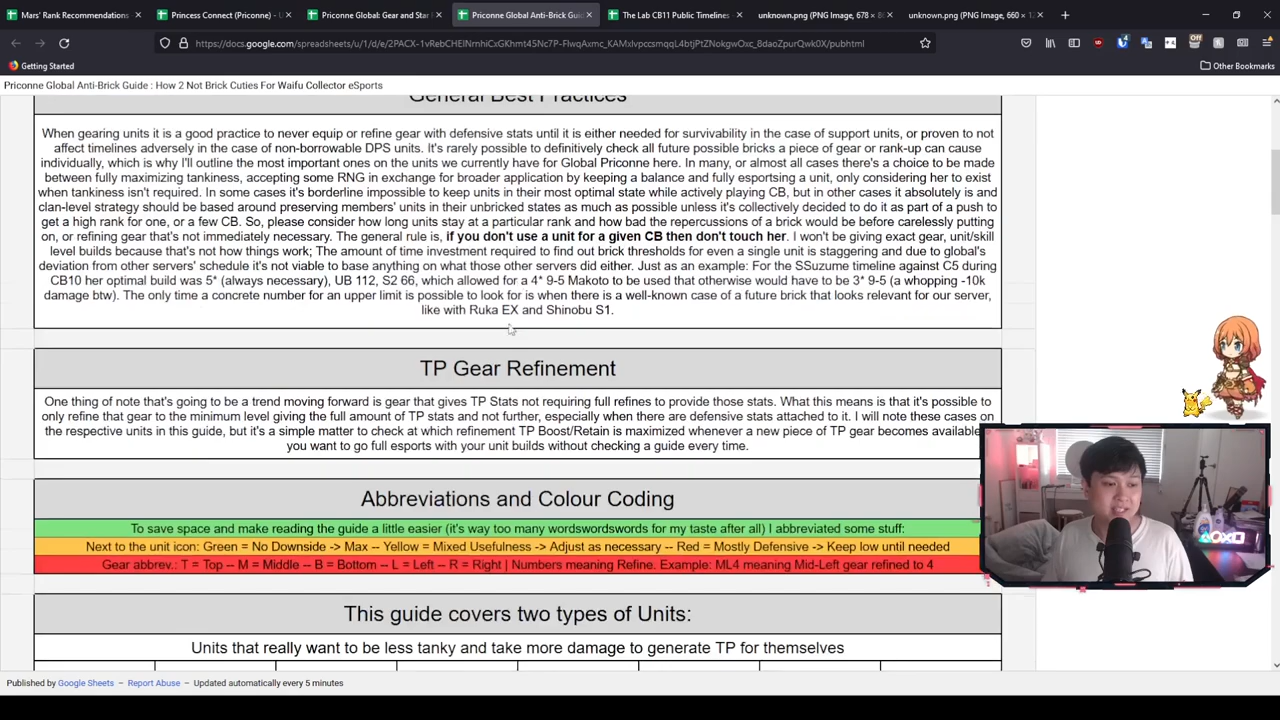 Mars' Rank Recommendations
Princess Connect (Priconne) - U
Priconne Global: Gear and Star
Priconne Global Anti-Brick Guid
The Lab CB11 Public Timelines
unknown.png (PNG Image, 678 × 8
unknown.png (PNG Image, 660 × 12
https://docs.google.com/spreadsheets/u/1/d/e/
Off
Getting Started
Other Bookmarks
Priconne Global Anti-Brick Guide : How 2 Not Brick Cuties For Waifu Collector eSports
General Best Practices
When gearing units it is a good practice to never equip or refine gear with defensive stats until it is either needed for survivability in the case of support units, or proven to not
affect timelines adversely in the case of non-borrowable DPS units. It's rarely possible to definitively check all future possible bricks a piece of gear or rank-up can cause
individually, which is why I'll outline the most important ones on the units we currently have for Global Priconne here. In many, or almost all cases there's a choice to be made
between fully maximizing tankiness, accepting some RNG in exchange for broader application by keeping a balance and fully esportsing a unit, only considering her to exist
when tankiness isn't required. In some cases it's borderline impossible to keep units in their most optimal state while actively playing CB, but in other cases it absolutely is and
clan-level strategy should be based around preserving members' units in their unbricked states as much as possible unless it's collectively decided to do it as part of a push to
get a high rank for one, or a few CB. So, please consider how long units stay at a particular rank and how bad the repercussions of a brick would be before carelessly putting
on, or refining gear that's not immediately necessary. The general rule is, if you don't use a unit for a given CB then don't touch her. I won't be giving exact gear, unit/skill
level builds because that's not how things work; The amount of time investment required to find out brick thresholds for even a single unit is staggering and due to global's
deviation from other servers' schedule it's not viable to base anything on what those other servers did either. Just as an example: For the SSuzume timeline against C5 during
CB10 her optimal build was 5* (always necessary), UB 112, S2 66, which allowed for a 4* 9-5 Makoto to be used that otherwise would have to be 3* 9-5 (a whopping -10k
damage btw). The only time a concrete number for an upper limit is possible to look for is when there is a well-known case of a future brick that looks relevant for our server,
like with Ruka EX and Shinobu S1.
TP Gear Refinement
One thing of note that's going to be a trend moving forward is gear that gives TP Stats not requiring full refines to provide those stats. What this means is that it's possible to
only refine that gear to the minimum level giving the full amount of TP stats and not further, especially when there are defensive stats attached to it. I will note these cases on
the respective units in this guide, but it's a simple matter to check at which refinement TP Boost/Retain is maximized whenever a new piece of TP gear becomes available
you want to go full esports with your unit builds without checking a guide every time.
Abbreviations and Colour Coding
To save space and make reading the guide a little easier (it's way too many wordswordswords for my taste after all) I abbreviated some stuff:
Next to the unit icon: Green = No Downside -> Max -- Yellow = Mixed Usefulness -> Adjust as necessary -- Red = Mostly Defensive -> Keep low until needed
Gear abbrev.: T = Top -- M = Middle -- B = Bottom -- L = Left -- R = Right | Numbers meaning Refine. Example: ML4 meaning Mid-Left gear refined to 4
This guide covers two types of Units:
Units that really want to be less tanky and take more damage to generate TP for themselves
Published by Google Sheets – Report Abuse – Updated automatically every 5 minutes